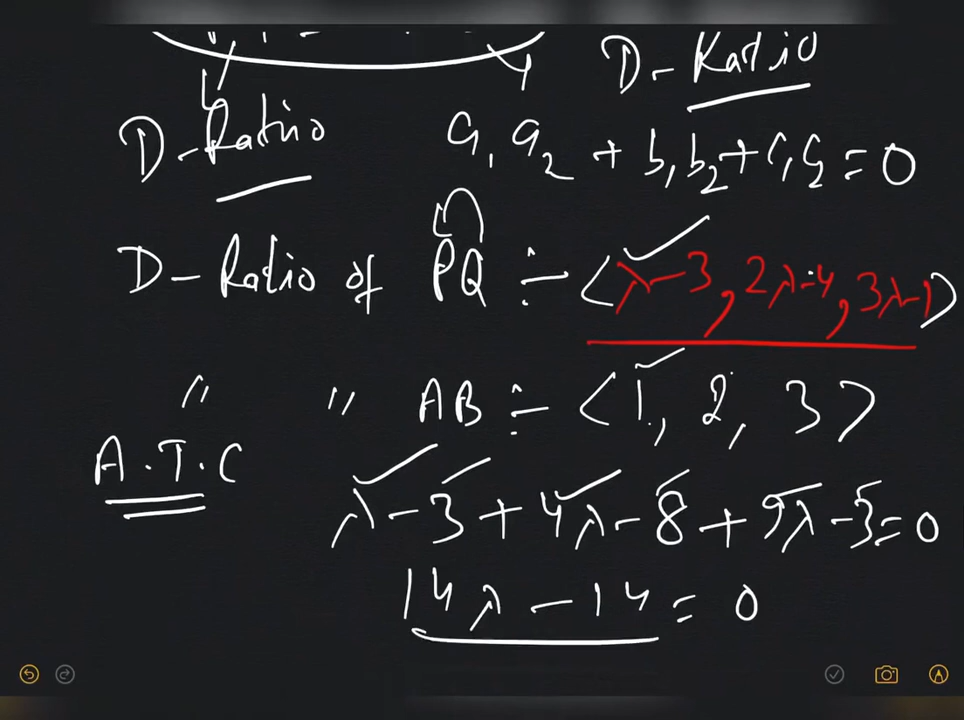 D-Ratio
D-Ratio
a₁a₂ + b₁b₂ + c₁c₂ = 0
D-Ratio of PQ ÷ <λ-3, 2λ-4, 3λ-1>
" " AB ÷ <1, 2, 3>
A.T.C
λ-3+4λ-8+9λ-3=0
14λ-14=0